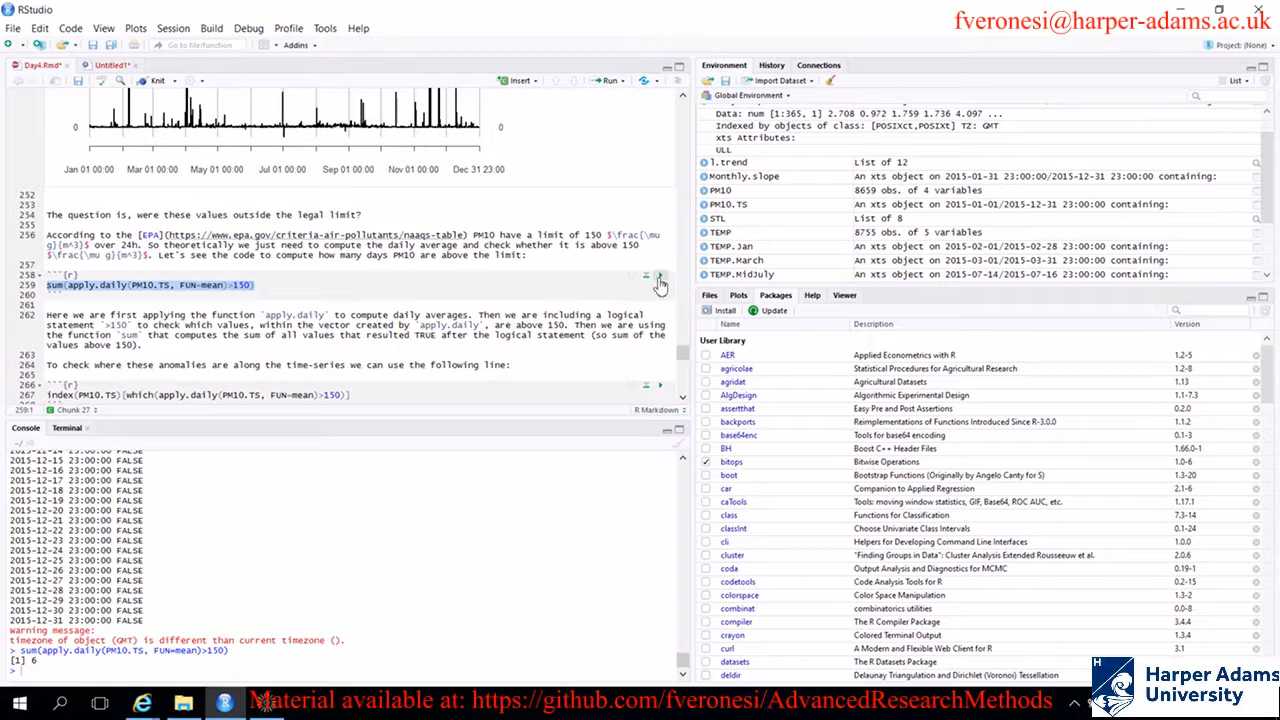 RStudio
fveronesi@harper-adams.ac.uk
File Edit Code View Plots Session Build Debug Profile Tools Help
Go to file/function Addins
Project: (None)
Day4.Rmd* Untitled1*
Knit Insert Run
0 0
Jan 01 00:00 Mar 01 00:00 May 01 00:00 Jul 01 00:00 Sep 01 00:00 Nov 01 00:00 Dec 31 23:00
252
253
254 The question is, were these values outside the legal limit?
255
256 According to the [EPA](https://www.epa.gov/criteria-air-pollutants/naaqs-table) PM10 have a limit of 150 $\frac{\mu
g}{m^3}$ over 24h. So theoretically we just need to compute the daily average and check whether it is above 150
$\frac{\mu g}{m^3}$. Let's see the code to compute how many days PM10 are above the limit:
257
258 ```{r}
259 sum(apply.daily(PM10.TS, FUN=mean)>150)
260 ```
261
262 Here we are first applying the function `apply.daily` to compute daily averages. Then we are including a logical
statement `>150` to check which values, within the vector created by `apply.daily`, are above 150. Then we are using
the function `sum` that computes the sum of all values that resulted TRUE after the logical statement (so sum of the
values above 150).
263
264 To check where these anomalies are along the time-series we can use the following line:
265
266 ```{r}
267 index(PM10.TS)[which(apply.daily(PM10.TS, FUN=mean)>150)]
259:1 Chunk 27 R Markdown
Console Terminal
~/
2015-12-14 23:00:00 FALSE
2015-12-15 23:00:00 FALSE
2015-12-16 23:00:00 FALSE
2015-12-17 23:00:00 FALSE
2015-12-18 23:00:00 FALSE
2015-12-19 23:00:00 FALSE
2015-12-20 23:00:00 FALSE
2015-12-21 23:00:00 FALSE
2015-12-22 23:00:00 FALSE
2015-12-23 23:00:00 FALSE
2015-12-24 23:00:00 FALSE
2015-12-25 23:00:00 FALSE
2015-12-26 23:00:00 FALSE
2015-12-27 23:00:00 FALSE
2015-12-28 23:00:00 FALSE
2015-12-29 23:00:00 FALSE
2015-12-30 23:00:00 FALSE
2015-12-31 23:00:00 FALSE
Warning message:
timezone of object (GMT) is different than current timezone ().
> sum(apply.daily(PM10.TS, FUN=mean)>150)
[1] 6
>
Environment History Connections
Import Dataset List
Global Environment
Data: num [1:365, 1] 2.708 0.972 1.759 1.736 4.097 ...
Indexed by objects of class: [POSIXct,POSIXt] TZ: GMT
xts Attributes:
ULL
l.trend List of 12
Monthly.slope An xts object on 2015-01-31 23:00:00/2015-12-31 23:00:00 containing:
PM10 8659 obs. of 4 variables
PM10.TS An xts object on 2015-01-01/2015-12-31 23:00:00 containing:
STL List of 8
TEMP 8755 obs. of 5 variables
TEMP.Jan An xts object on 2015-02-01/2015-02-28 23:00:00 containing:
TEMP.March An xts object on 2015-03-01/2015-03-31 23:00:00 containing:
TEMP.MidJuly An xts object on 2015-07-14/2015-07-16 23:00:00 containing:
Files Plots Packages Help Viewer
Install Update
Name Description Version
User Library
AER Applied Econometrics with R 1.2-5
agricolae Statistical Procedures for Agricultural Research 1.2-8
agridat Agricultural Datasets 1.13
AlgDesign Algorithmic Experimental Design 1.1-7.3
assertthat Easy Pre and Post Assertions 0.2.0
backports Reimplementations of Functions Introduced Since R-3.0.0 1.1.2
base64enc Tools for base64 encoding 0.1-3
BH Boost C++ Header Files 1.66.0-1
bitops Bitwise Operations 1.0-6
boot Bootstrap Functions (Originally by Angelo Canty for S) 1.3-20
car Companion to Applied Regression 2.1-6
caTools Tools: moving window statistics, GIF, Base64, ROC AUC, etc. 1.17.1
class Functions for Classification 7.3-14
classInt Choose Univariate Class Intervals 0.1-24
cli Helpers for Developing Command Line Interfaces 1.0.0
cluster "Finding Groups in Data": Cluster Analysis Extended Rousseeuw et al. 2.0.6
coda Output Analysis and Diagnostics for MCMC 0.19-1
codetools Code Analysis Tools for R 0.2-15
colorspace Color Space Manipulation 1.3-2
combinat combinatorics utilities 0.0-8
compiler The R Compiler Package 3.4.4
crayon Colored Terminal Output 1.3.4
curl A Modern and Flexible Web Client for R 3.1
datasets The R Datasets Package 3.4.4
deldir Delaunay Triangulation and Dirichlet (Voronoi) Tessellation
Material available at: https://github.com/fveronesi/AdvancedResearchMethods
Harper Adams
University